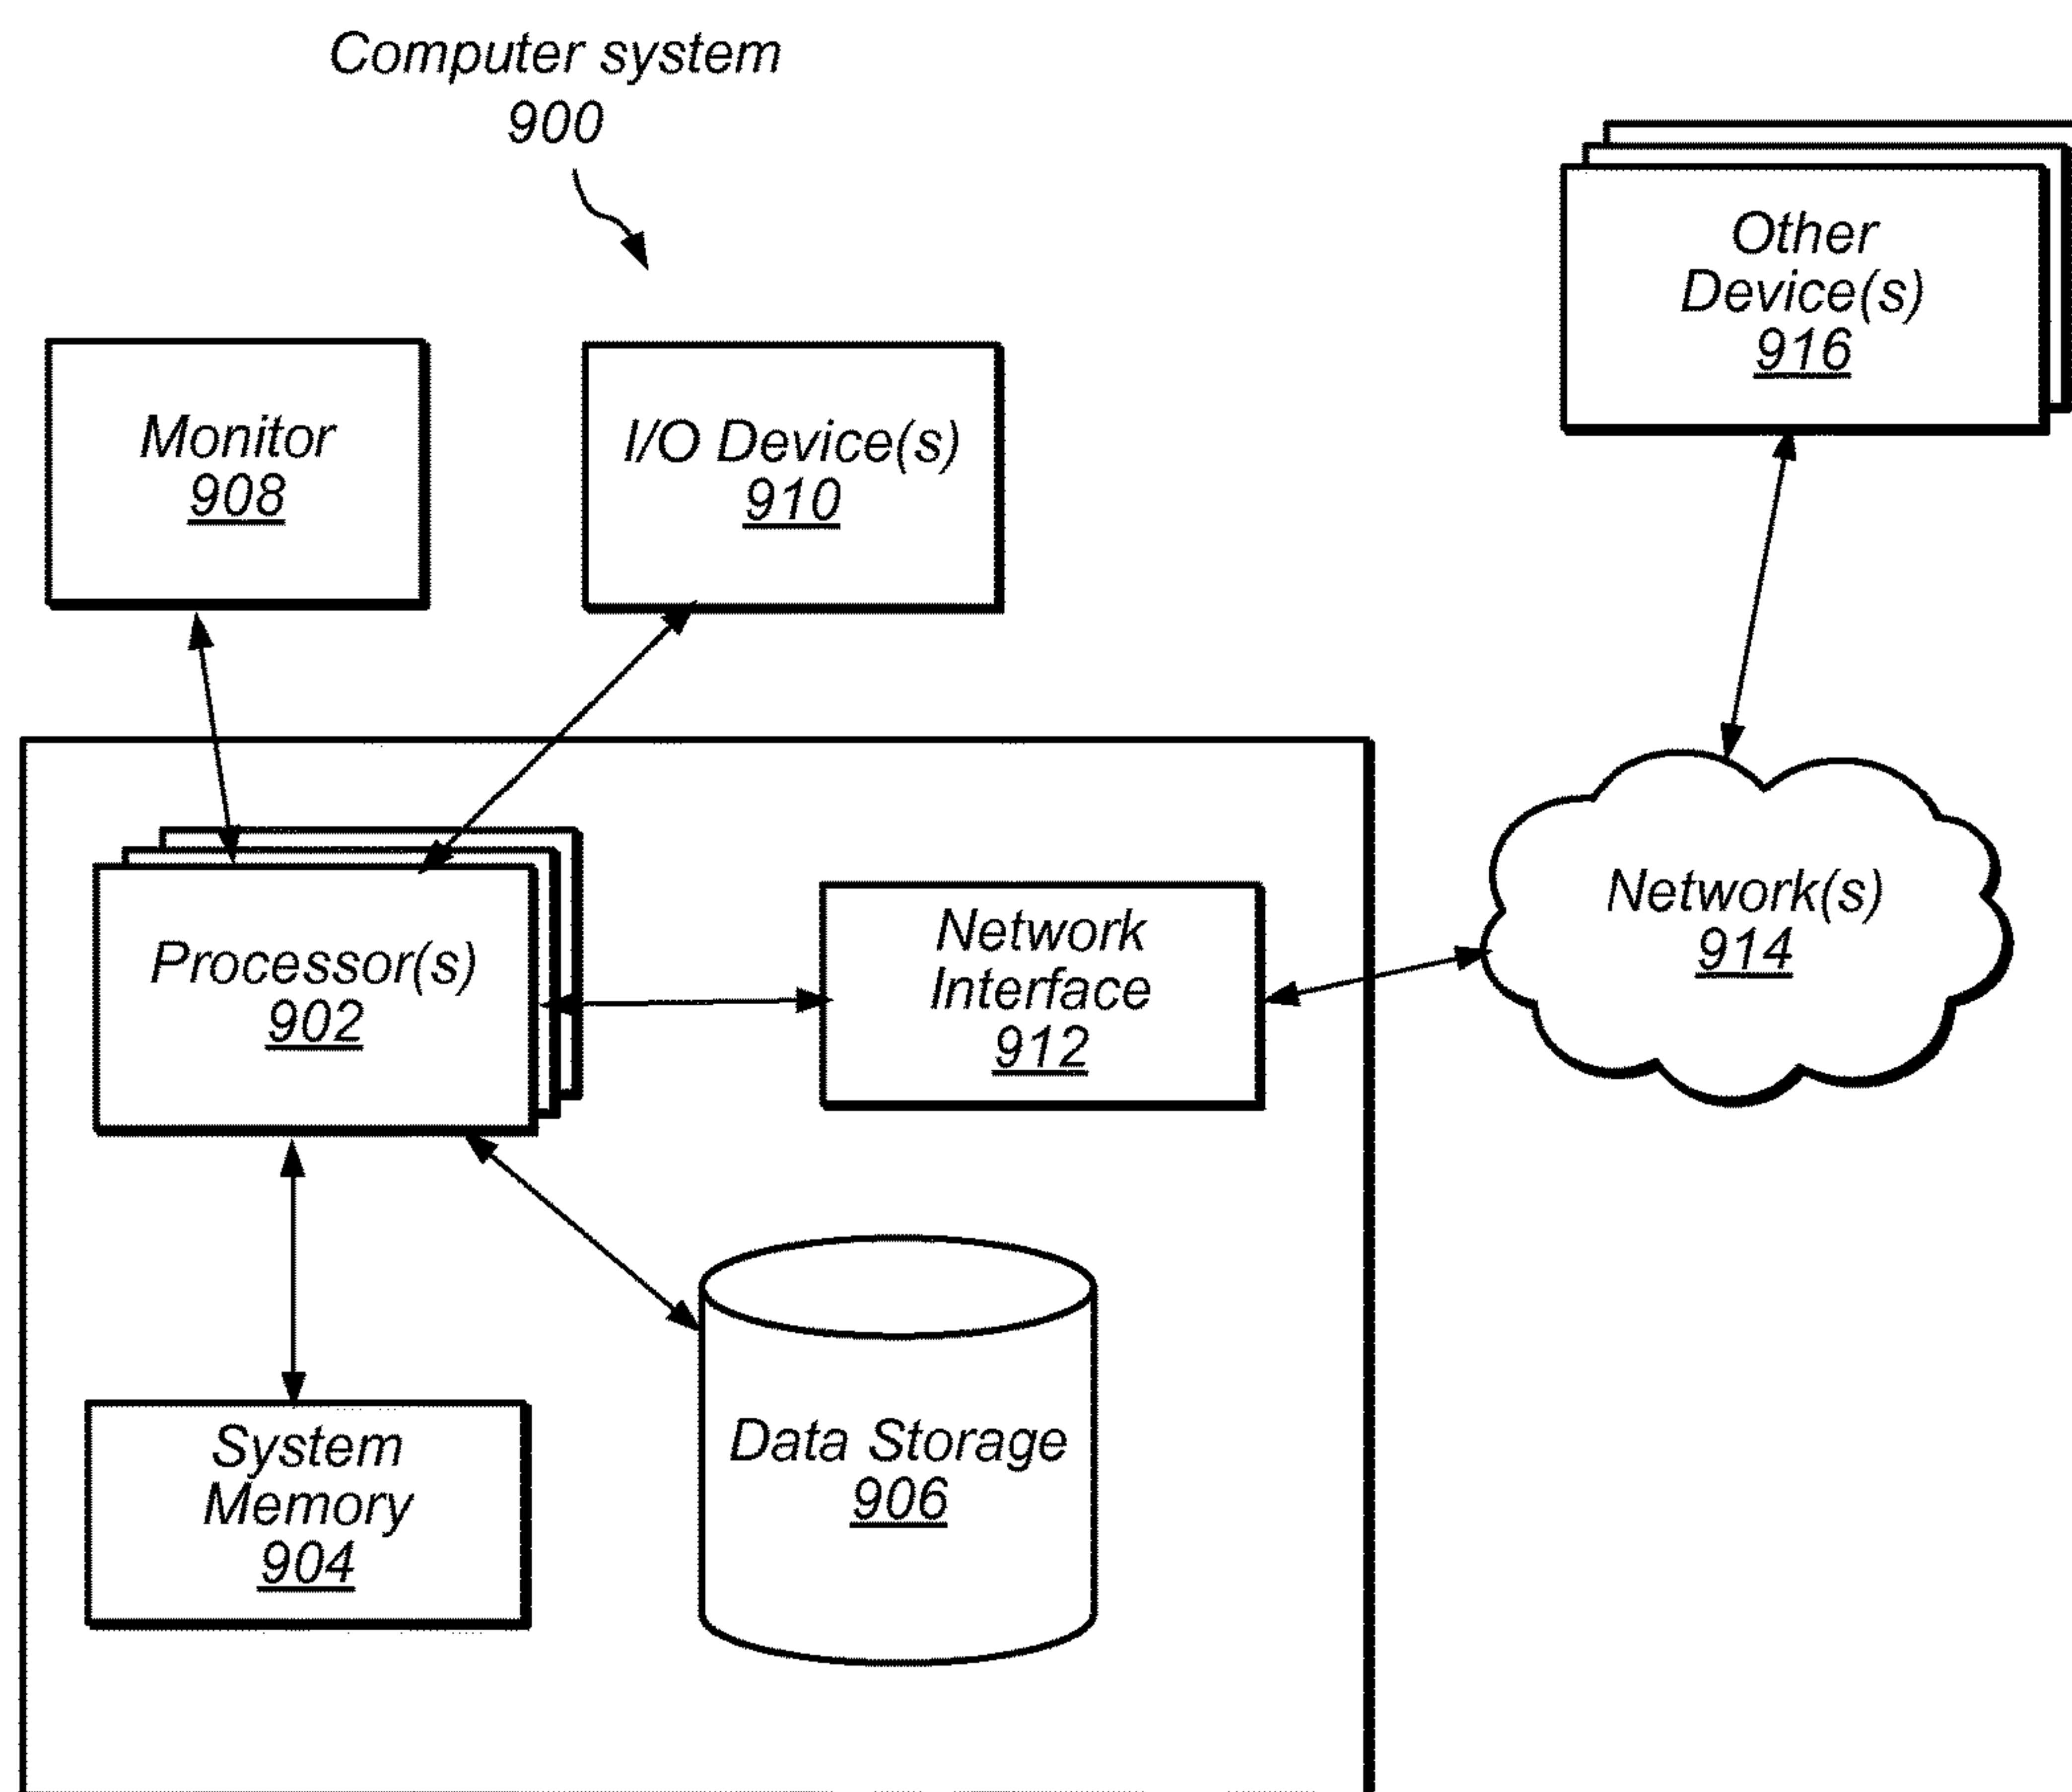 Computer system
900
Other
Device(s)
916
Monitor
908
I/O Device(s)
910
Processor(s)
902
Network
Interface
912
Network(s)
914
System
Memory
904
Data Storage
906